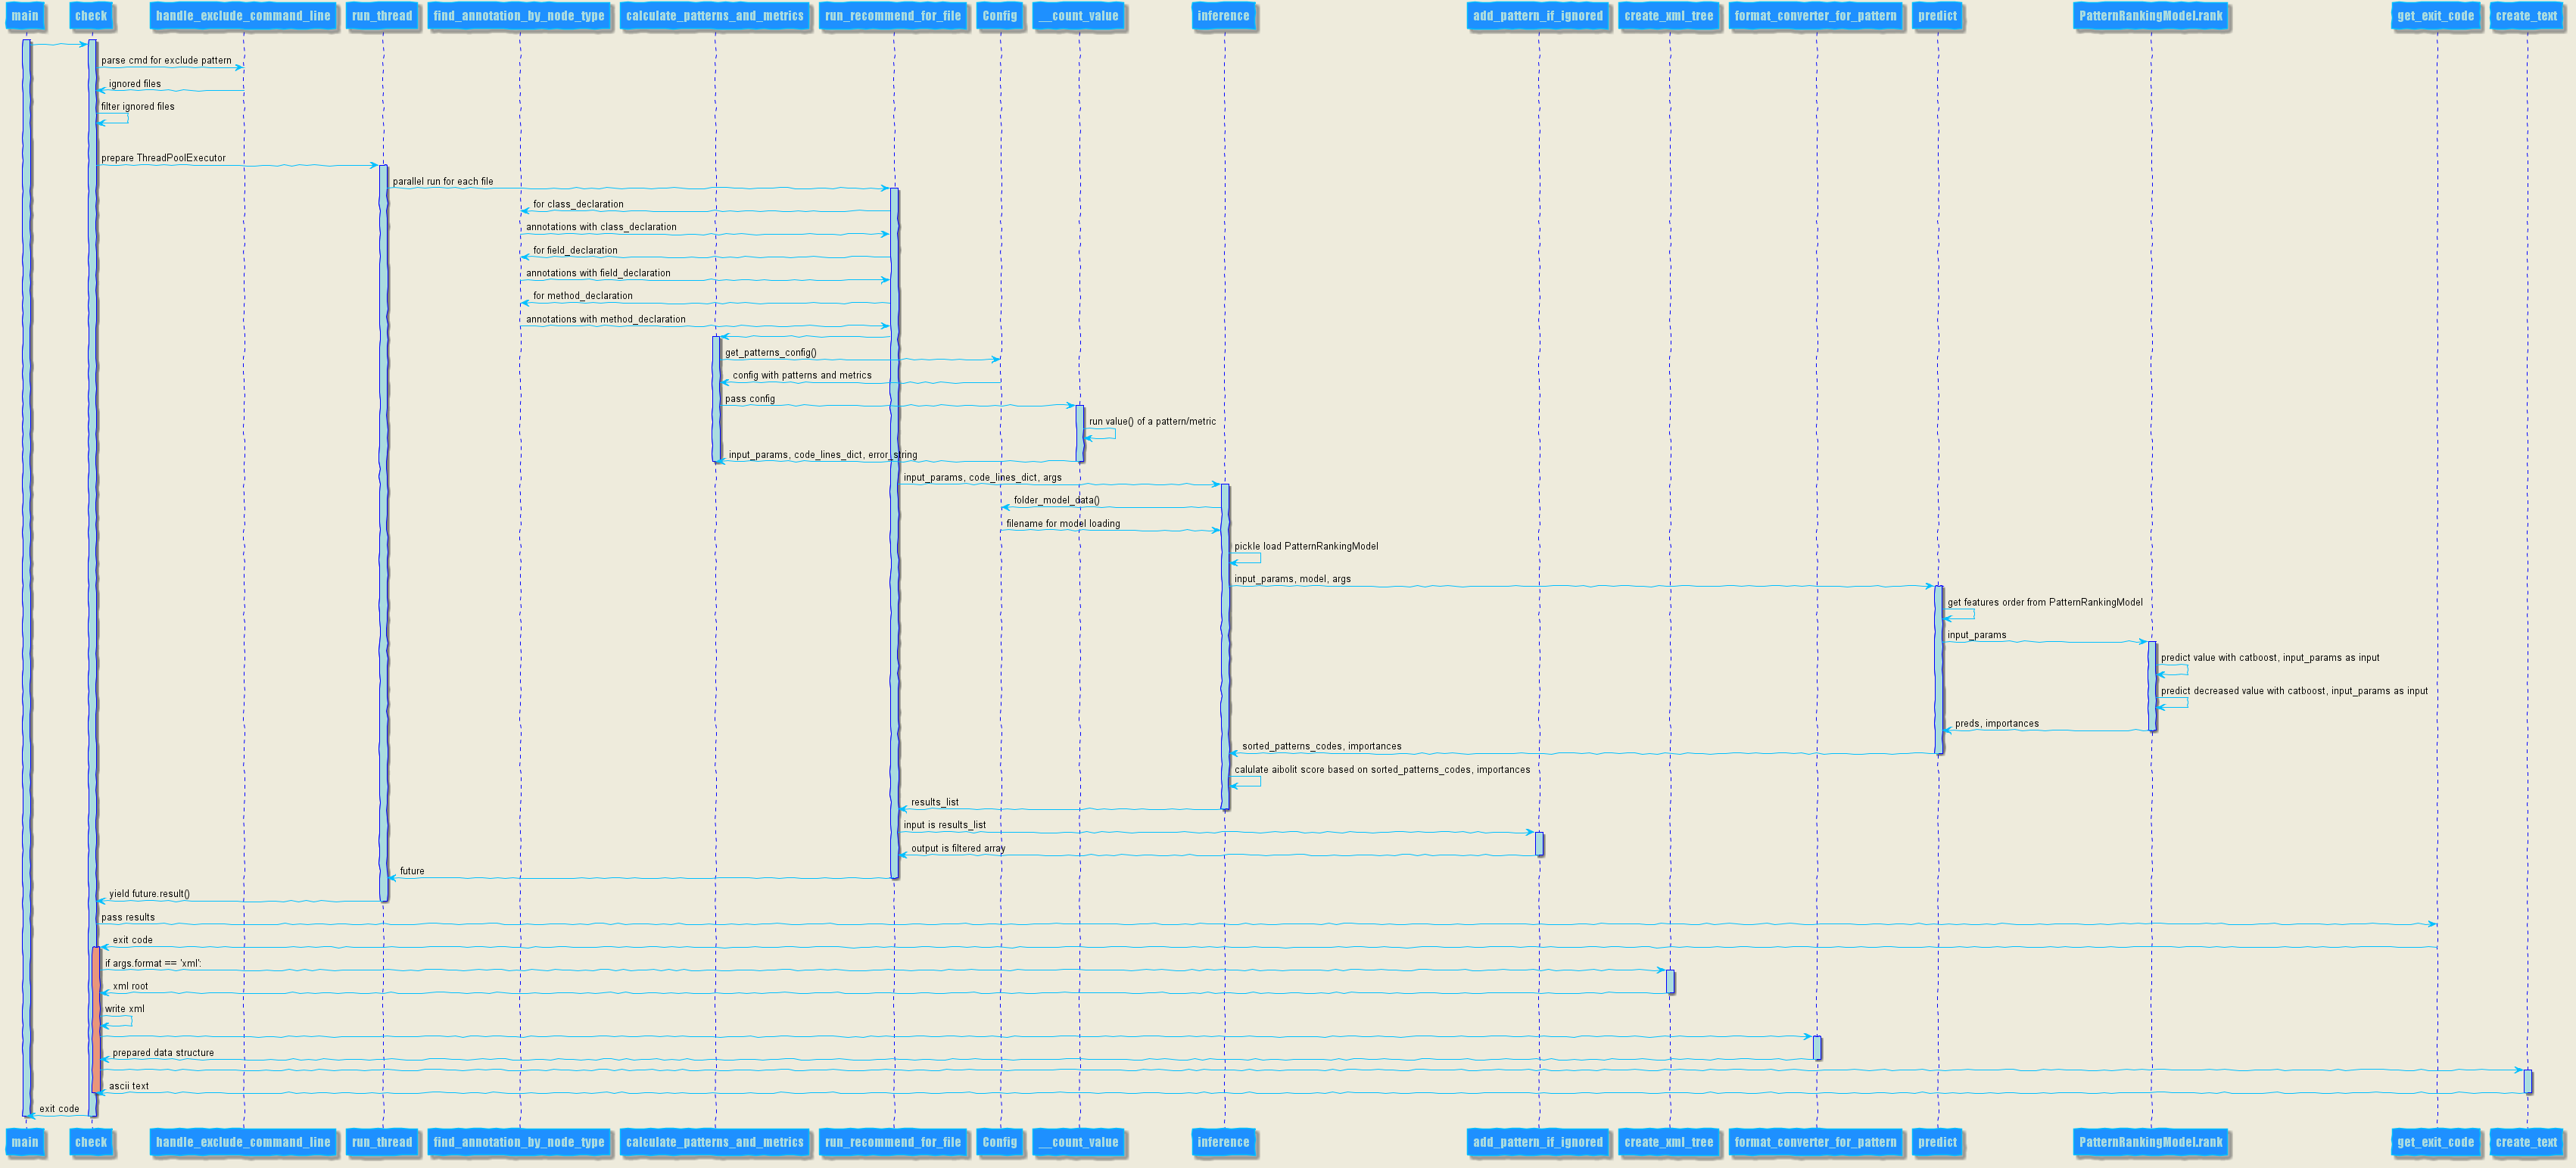 main check handle_exclude_command_line run_thread find_annotation_by_node_type calculate_patterns_and_metrics run_recommend_for_file Config __count_value inference add_pattern_if_ignored create_xml_tree format_converter_for_pattern predict PatternRankingModel.rank get_exit_code create_text
parse cmd for exclude pattern
ignored files
filter ignored files
prepare ThreadPoolExecutor
parallel run for each file
for class_declaration
annotations with class_declaration
for field_declaration
annotations with field_declaration
for method_declaration
annotations with method_declaration
get_patterns_config()
config with patterns and metrics
pass config
run value() of a pattern/metric
input_params, code_lines_dict, error_string
input_params, code_lines_dict, args
folder_model_data()
filename for model loading
pickle load PatternRankingModel
input_params, model, args
get features order from PatternRankingModel
input_params
predict value with catboost, input_params as input
predict decreased value with catboost, input_params as input
preds, importances
sorted_patterns_codes, importances
calulate aibolit score based on sorted_patterns_codes, importances
results_list
input is results_list
output is filtered array
future
yield future.result()
pass results
exit code
if args.format == 'xml':
xml root
write xml
prepared data structure
ascii text
exit code
main check handle_exclude_command_line run_thread find_annotation_by_node_type calculate_patterns_and_metrics run_recommend_for_file Config __count_value inference add_pattern_if_ignored create_xml_tree format_converter_for_pattern predict PatternRankingModel.rank get_exit_code create_text